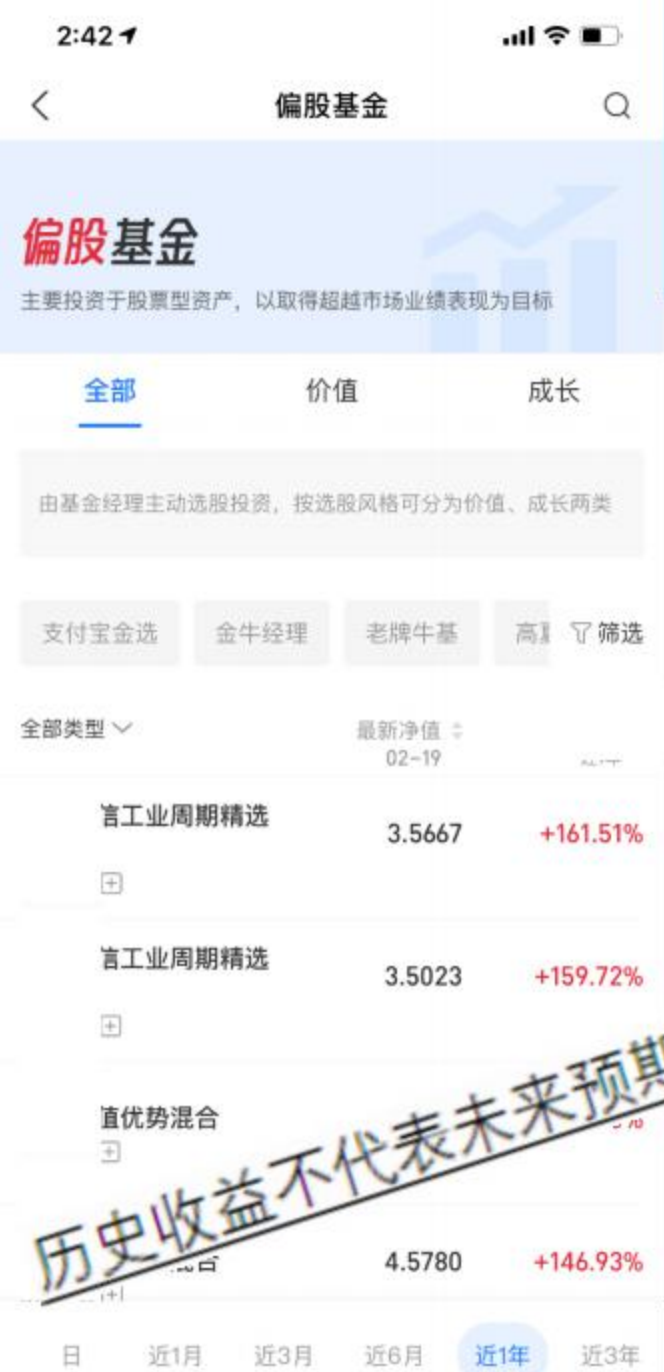 2:42
偏股基金
偏股基金
主要投资于股票型资产，以取得超越市场业绩表现为目标
全部 价值 成长
由基金经理主动选股投资，按选股风格可分为价值、成长两类
支付宝金选 金牛经理 老牌牛基 高 筛选
全部类型 最新净值
02-19
工业周期精选 3.5667 +161.51%
工业周期精选 3.5023 +159.72%
值优势混合
历史收益不代表未来预期
4.5780 +146.93%
日 近1月 近3月 近6月 近1年 近3年